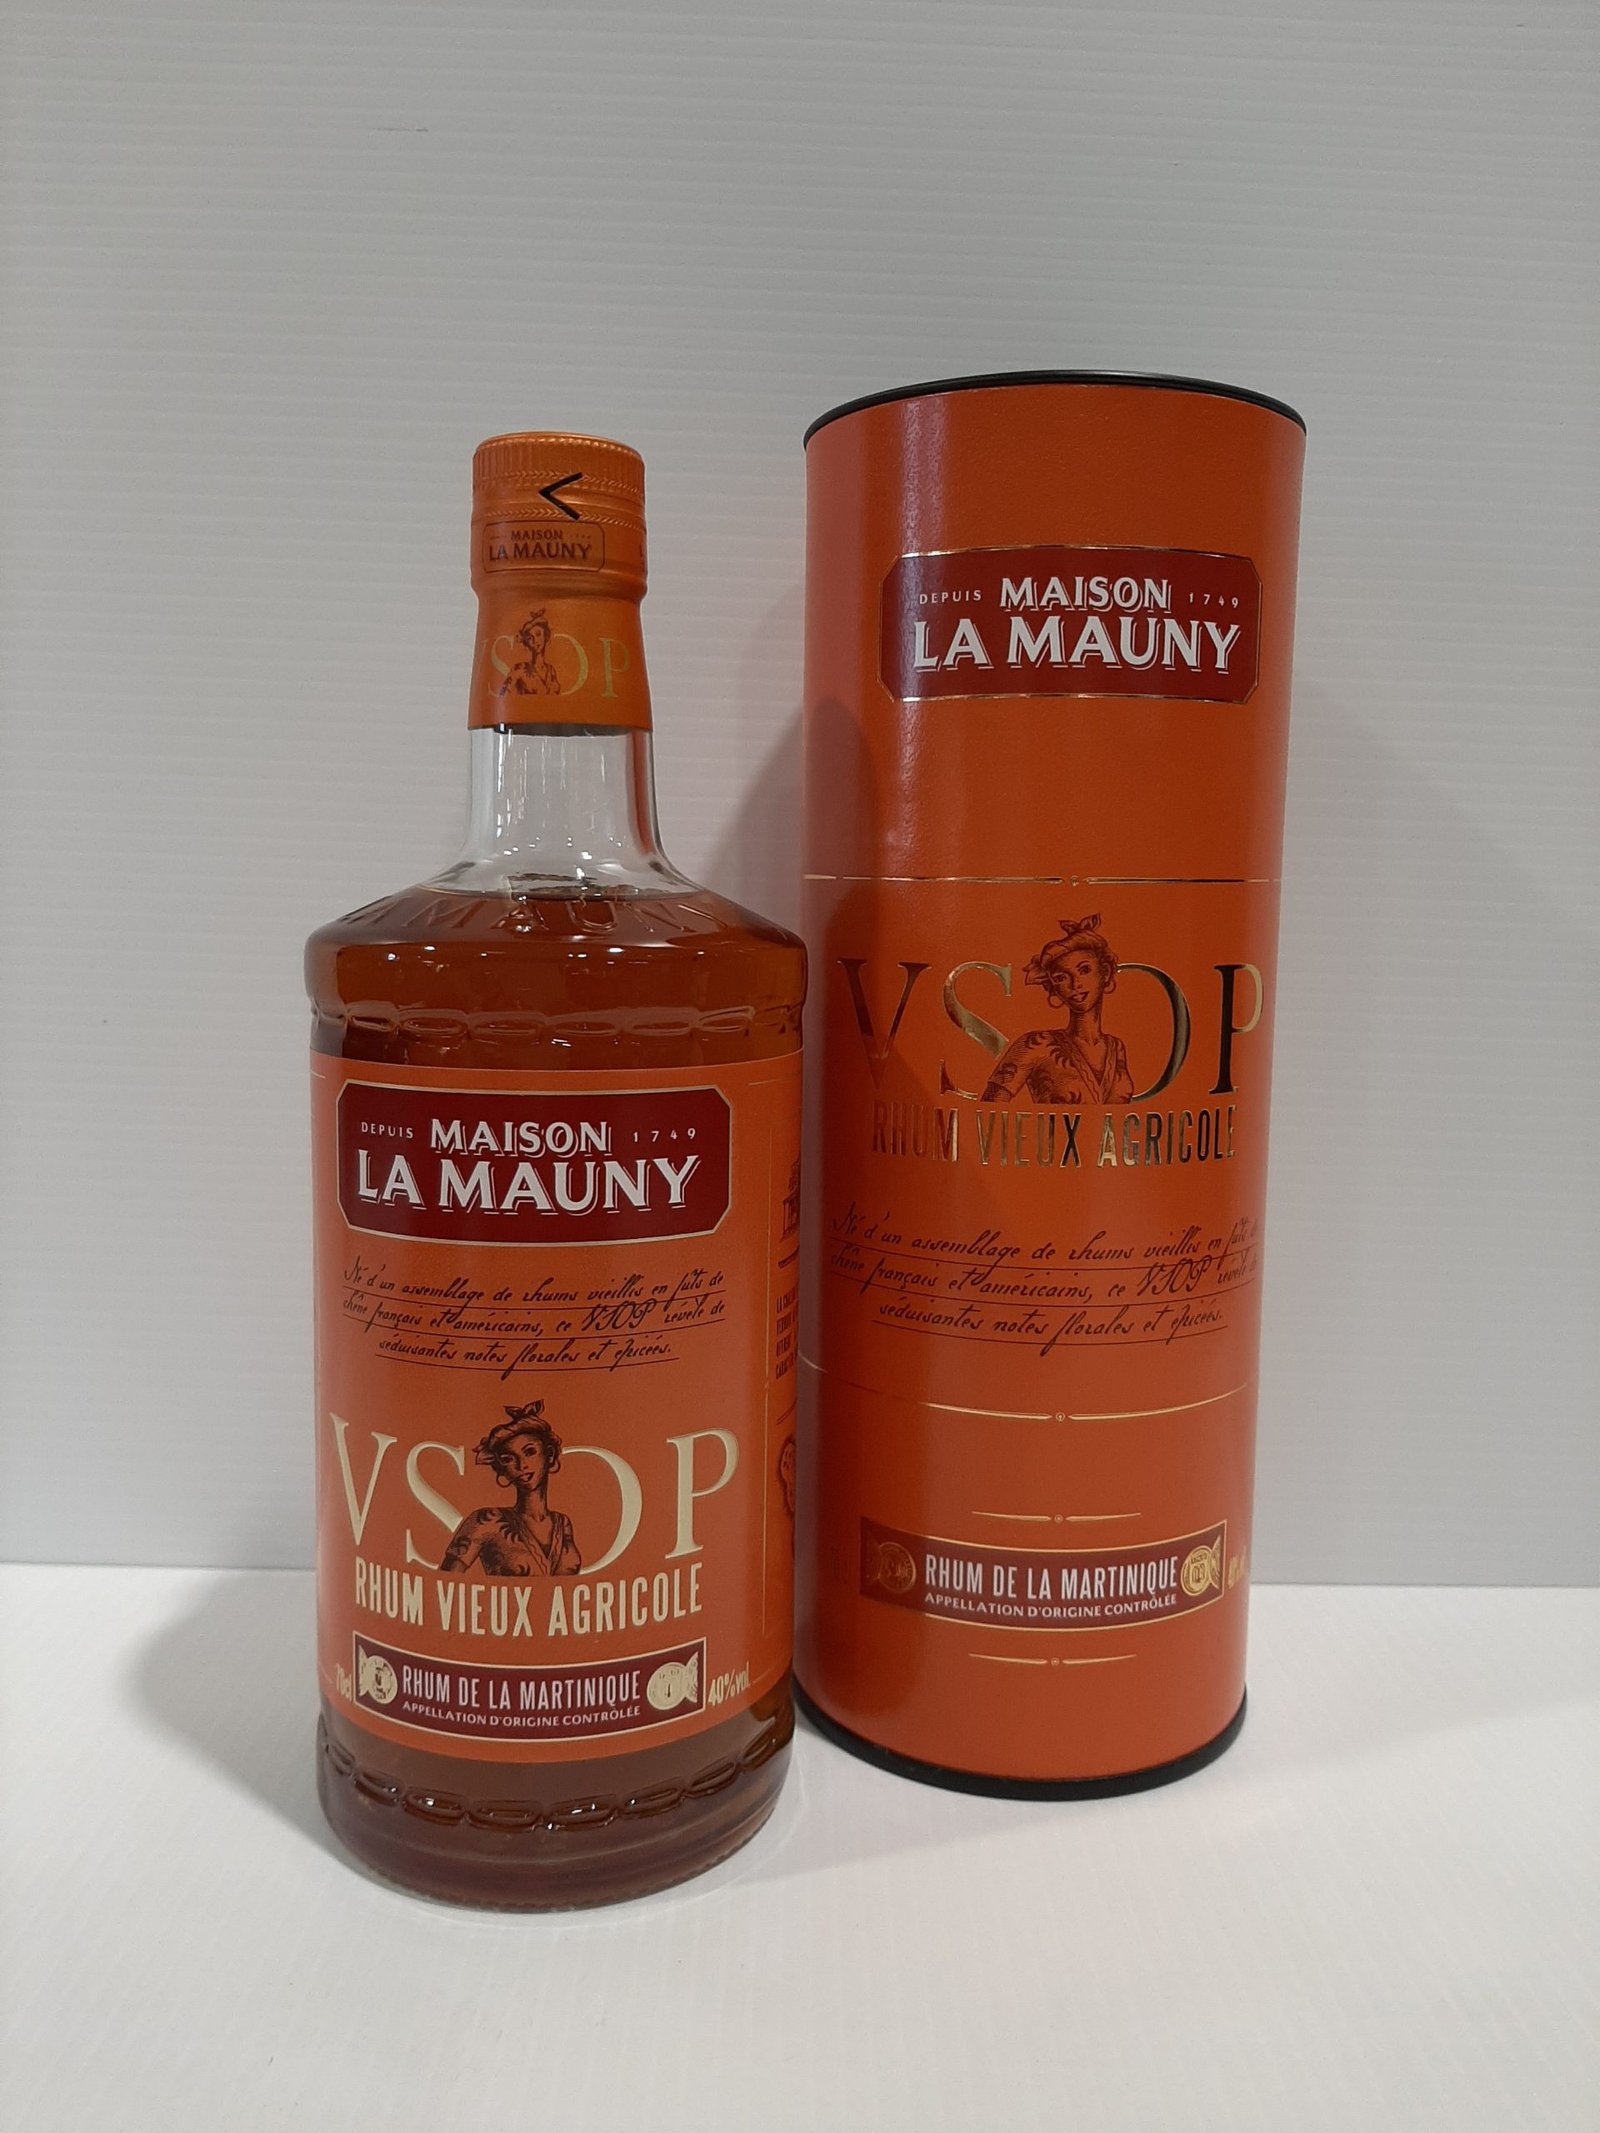 MAISON
LA MAUNY
VSOP
LA MAUNY
DEPUIS MAISON 1749
LA MAUNY
Né d'un assemblage de rhums vieillis en fûts de
chêne français et américains, ce VSOP révèle de
séduisantes notes florales et épicées.
VSOP
RHUM VIEUX AGRICOLE
70cl RHUM DE LA MARTINIQUE 40%vol.
APPELLATION D'ORIGINE CONTRÔLÉE
DEPUIS MAISON 1749
LA MAUNY
VSOP
RHUM VIEUX AGRICOLE
Né d'un assemblage de rhums vieillis en fûts de
chêne français et américains, ce VSOP révèle de
séduisantes notes florales et épicées.
RHUM DE LA MARTINIQUE
APPELLATION D'ORIGINE CONTRÔLÉE